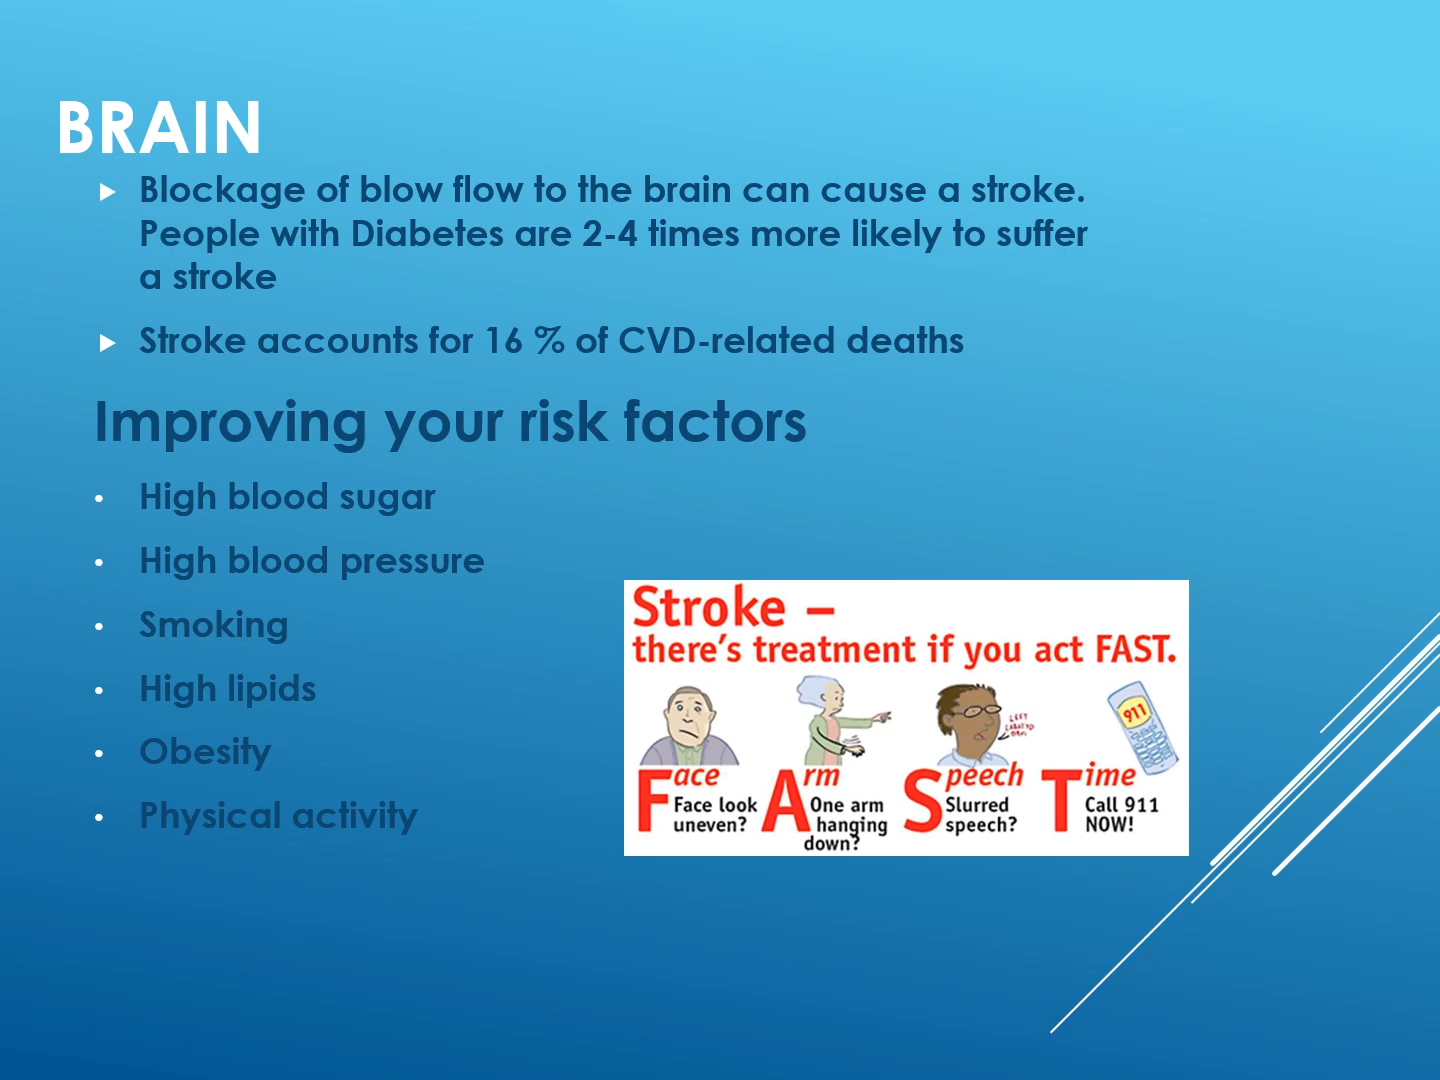 BRAIN
Blockage of blow flow to the brain can cause a stroke.
People with Diabetes are 2-4 times more likely to suffer
a stroke
Stroke accounts for 16 % of CVD-related deaths
Improving your risk factors
High blood sugar
High blood pressure
Smoking
High lipids
Obesity
Physical activity
Stroke –
there's treatment if you act FAST.
911
Face
Face look
uneven?
Arm
One arm
hanging
down?
Speech
Slurred
speech?
Time
Call 911
NOW!